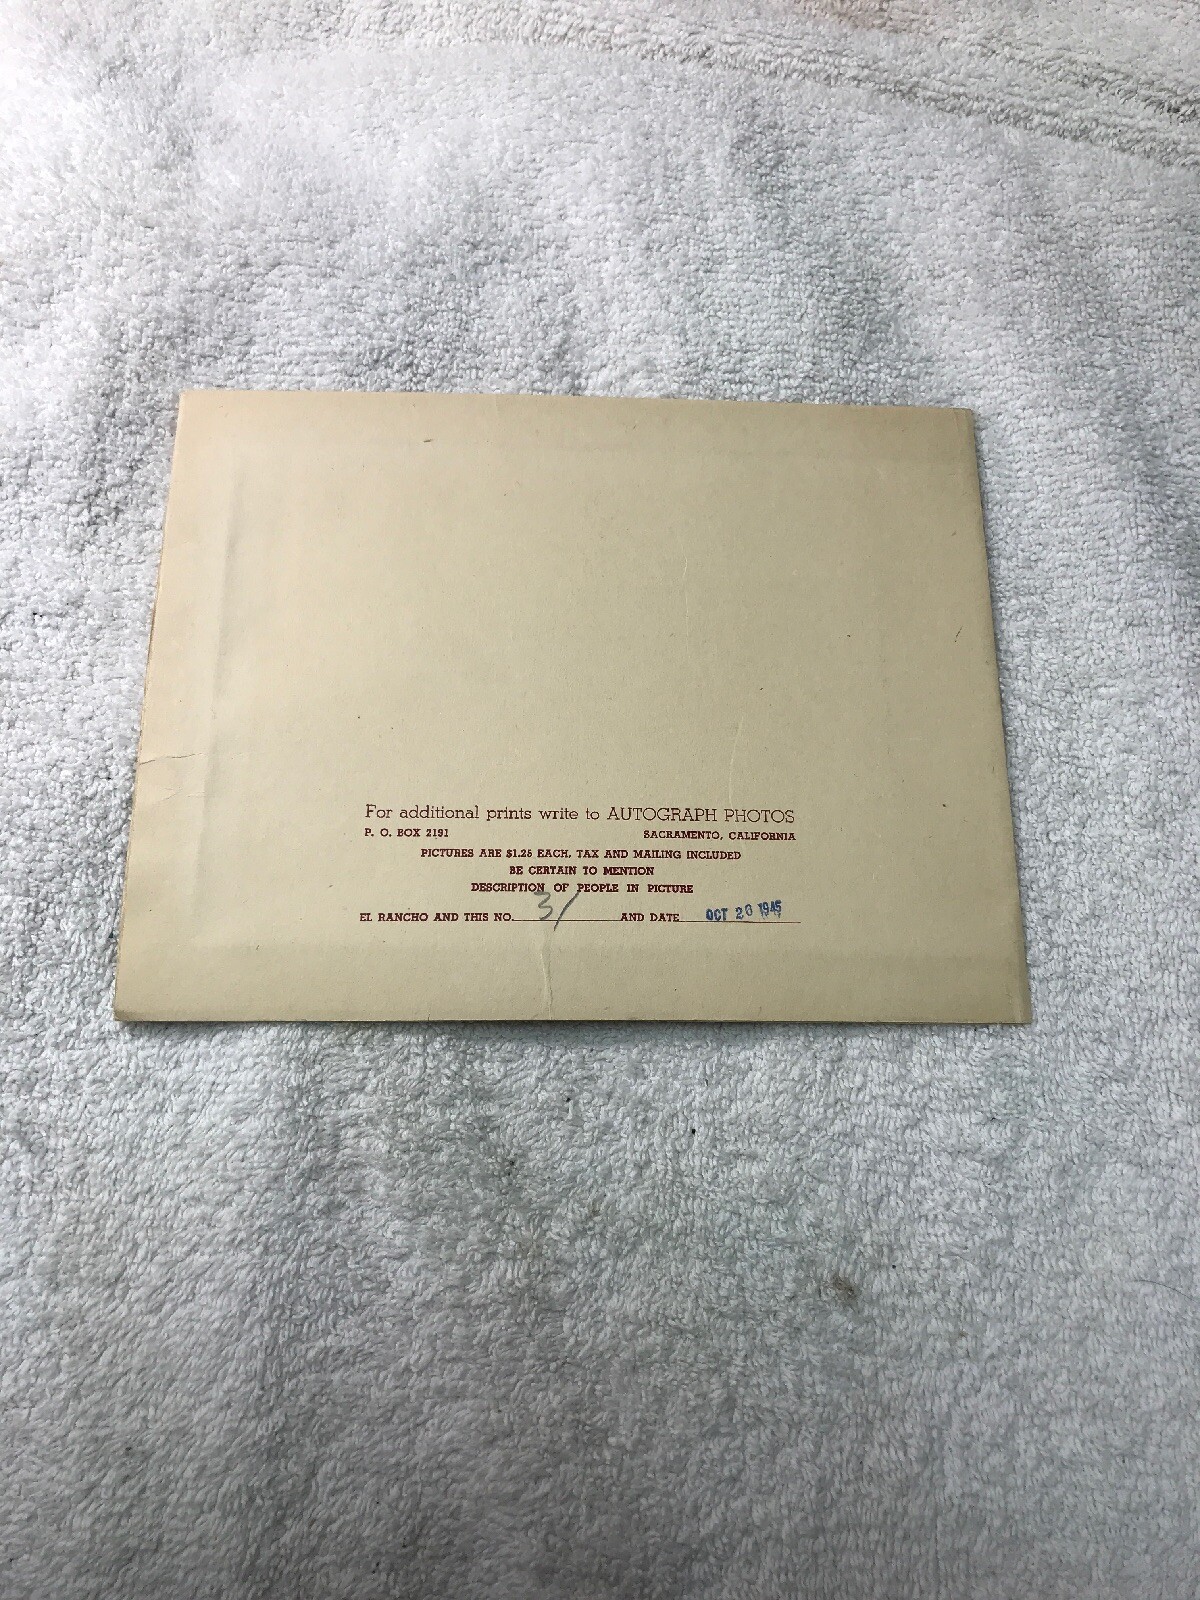 For additional prints write to AUTOGRAPH PHOTOS
P. O. BOX 2191 SACRAMENTO, CALIFORNIA
PICTURES ARE $1.25 EACH, TAX AND MAILING INCLUDED
BE CERTAIN TO MENTION
DESCRIPTION OF PEOPLE IN PICTURE
EL RANCHO AND THIS NO. 31 AND DATE OCT 26 1945